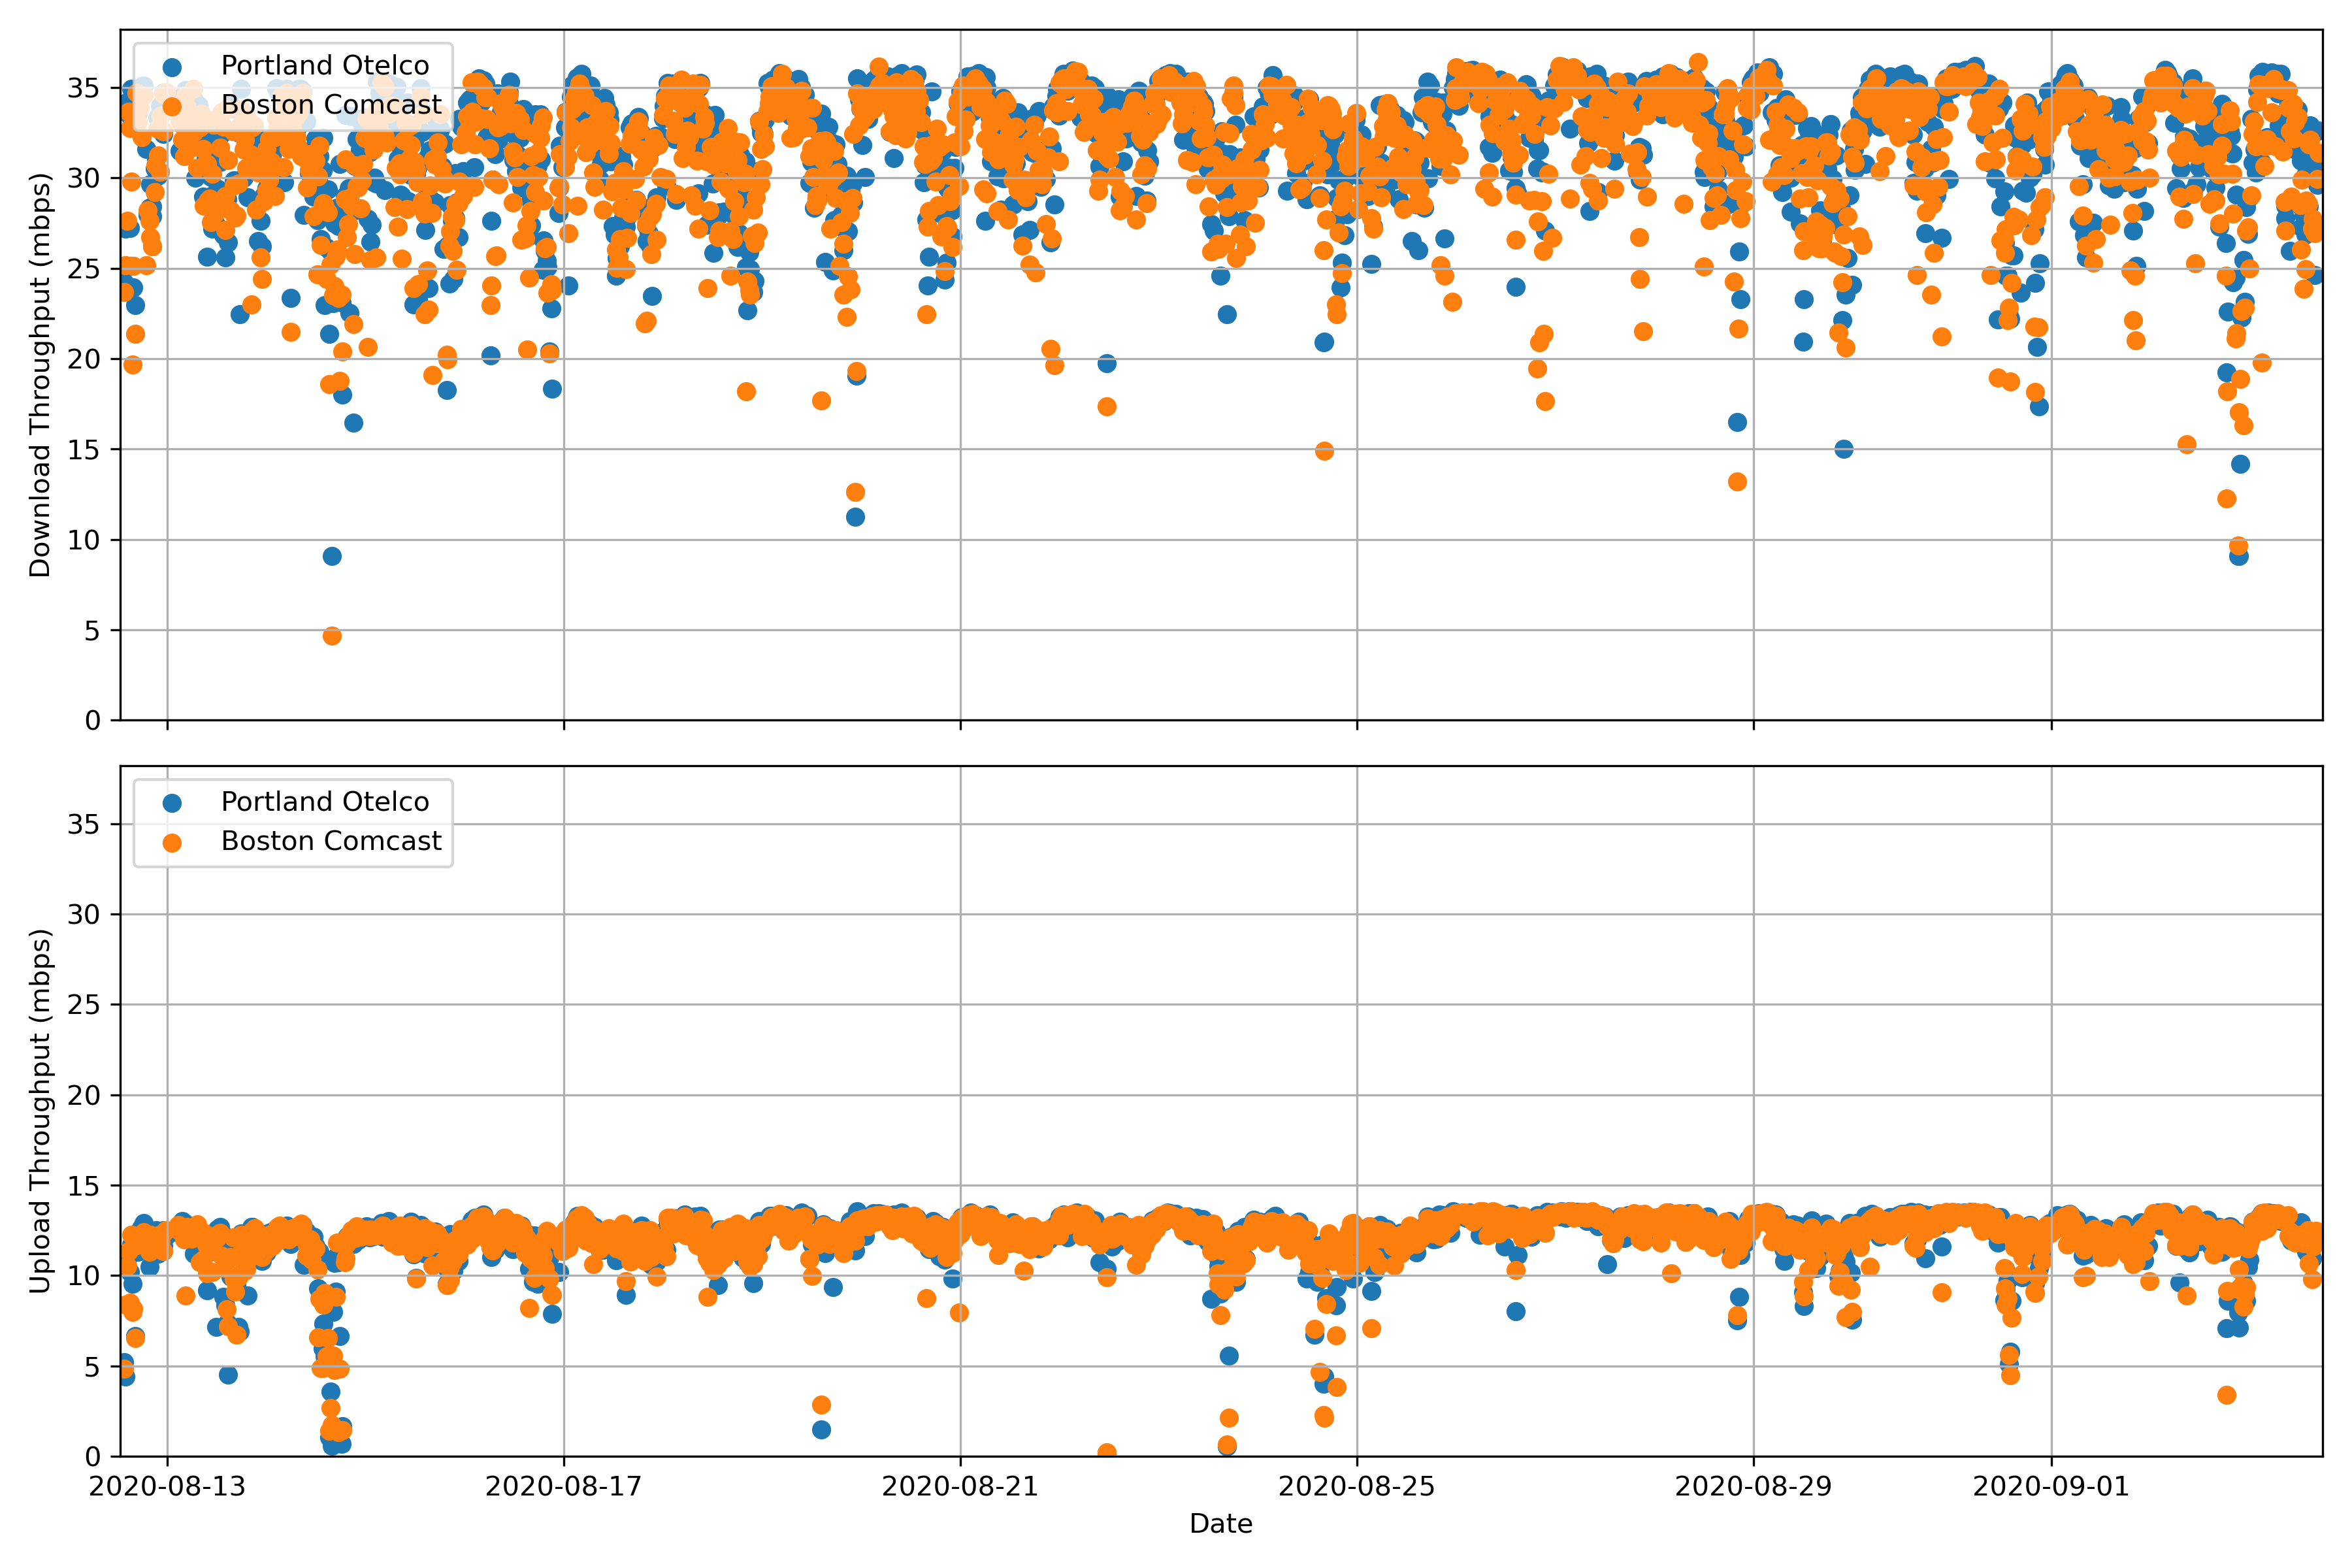 Portland Otelco
Boston Comcast
Download Throughput (mbps)
35
30
25
20
15
10
5
0
Portland Otelco
Boston Comcast
Upload Throughput (mbps)
35
30
25
20
15
10
5
0
2020-08-13 2020-08-17 2020-08-21 2020-08-25 2020-08-29 2020-09-01
Date